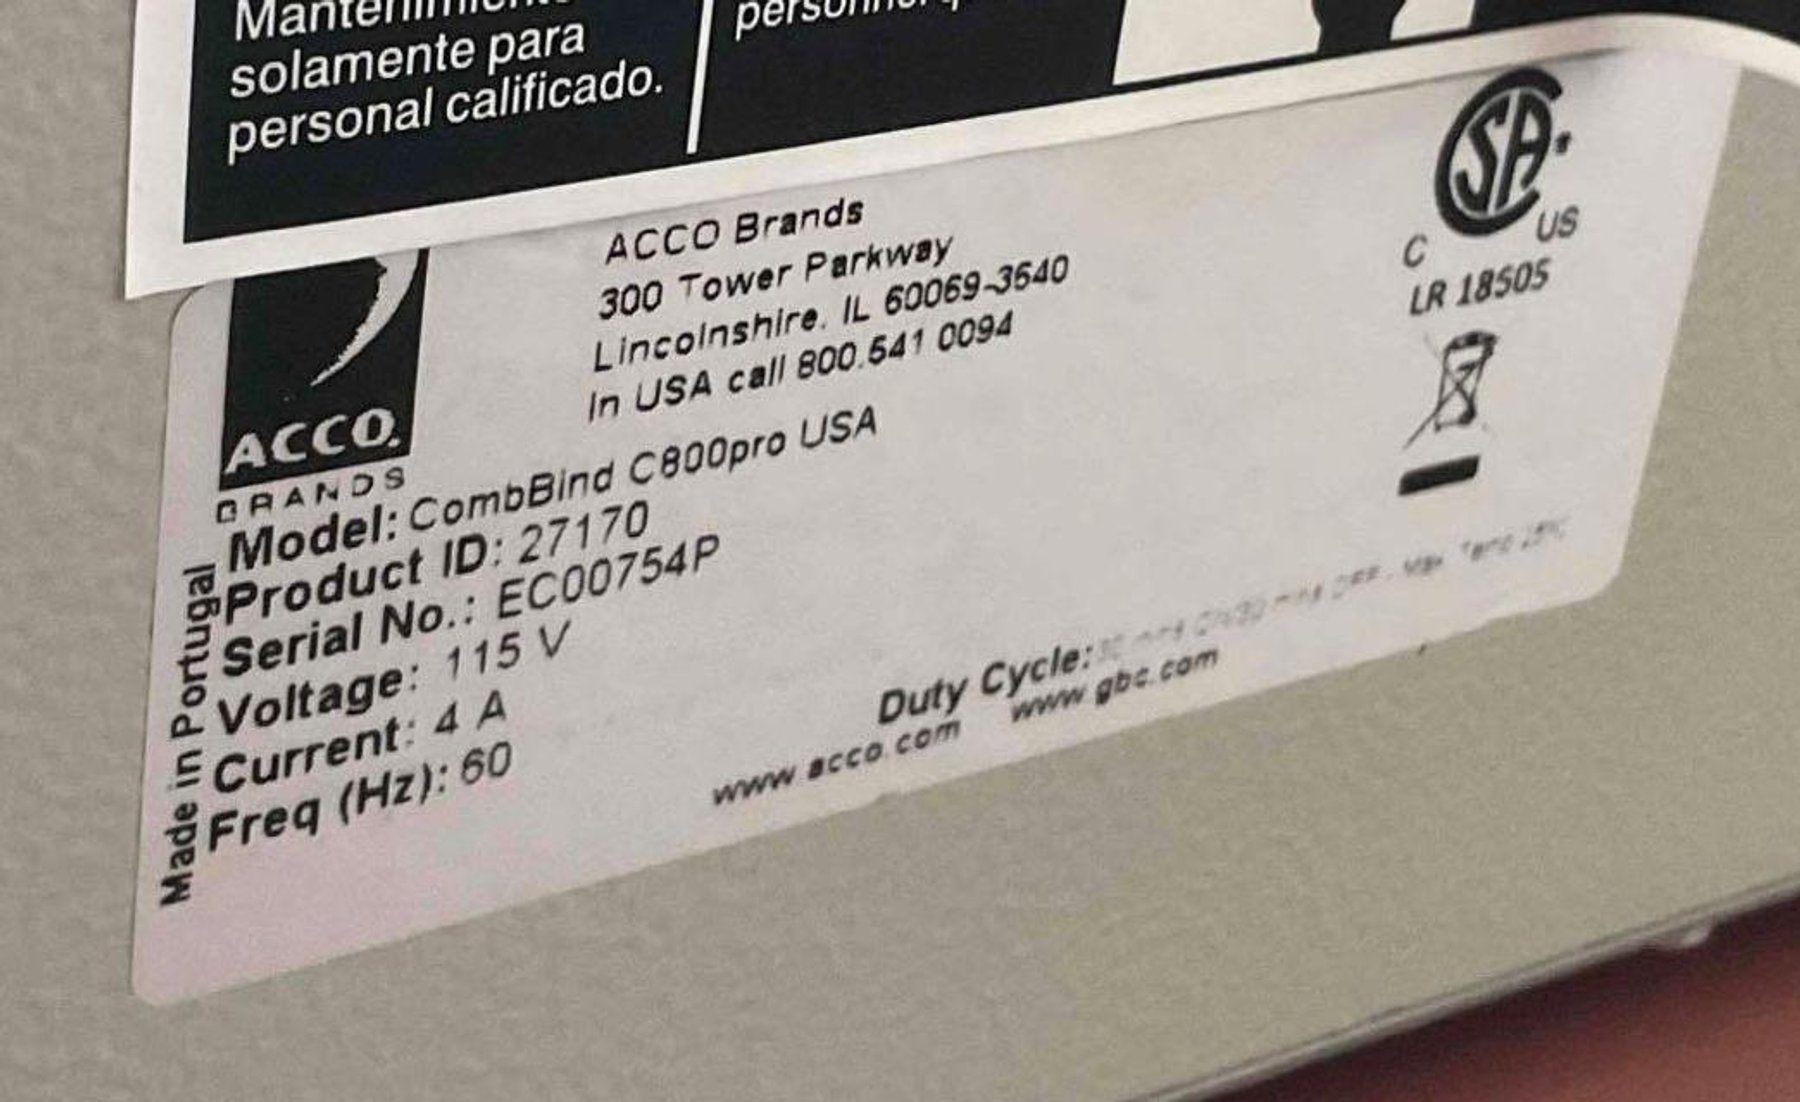 solamente para
personal calificado.
ACCO Brands
300 Tower Parkway
Lincolnshire, IL 60069-3640
In USA call 800.541 0094
ACCO.
BRANDS
CSA
C US
LR 18505
Model: CombBind C800pro USA
Product ID: 27170
Serial No.: EC00754P
Voltage: 115 V
Current: 4 A
Freq (Hz): 60
Made in Portugal
Duty Cycle:
www.acco.com www.gbc.com